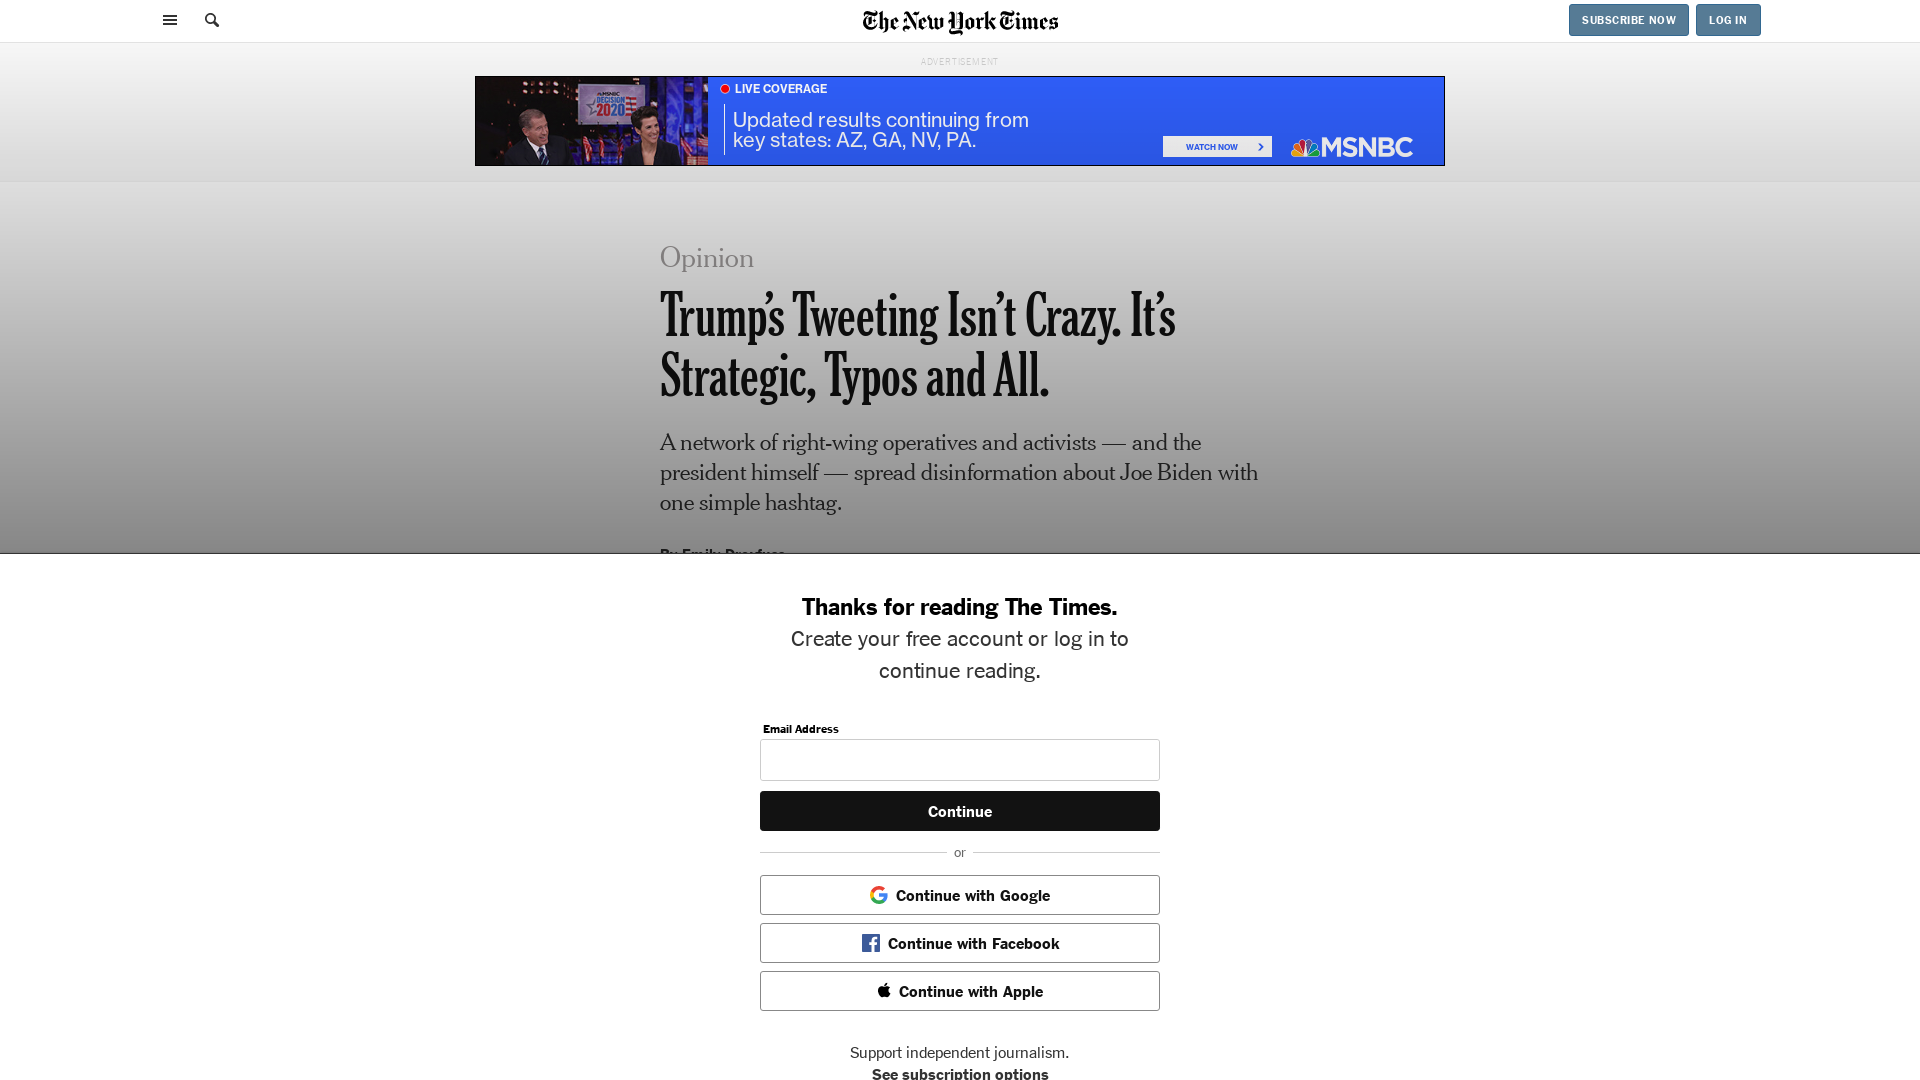 The New York Times
SUBSCRIBE NOW
LOG IN
ADVERTISEMENT
MSNBC
DECISION
2020
LIVE COVERAGE
Updated results continuing from
key states: AZ, GA, NV, PA.
WATCH NOW
MSNBC
Opinion
Trump’s Tweeting Isn’t Crazy. It’s
Strategic, Typos and All.
A network of right-wing operatives and activists — and the
president himself — spread disinformation about Joe Biden with
one simple hashtag.
By Emily Dreyfuss
Thanks for reading The Times.
Create your free account or log in to
continue reading.
Email Address
Continue
or
Continue with Google
Continue with Facebook
Continue with Apple
Support independent journalism.
See subscription options